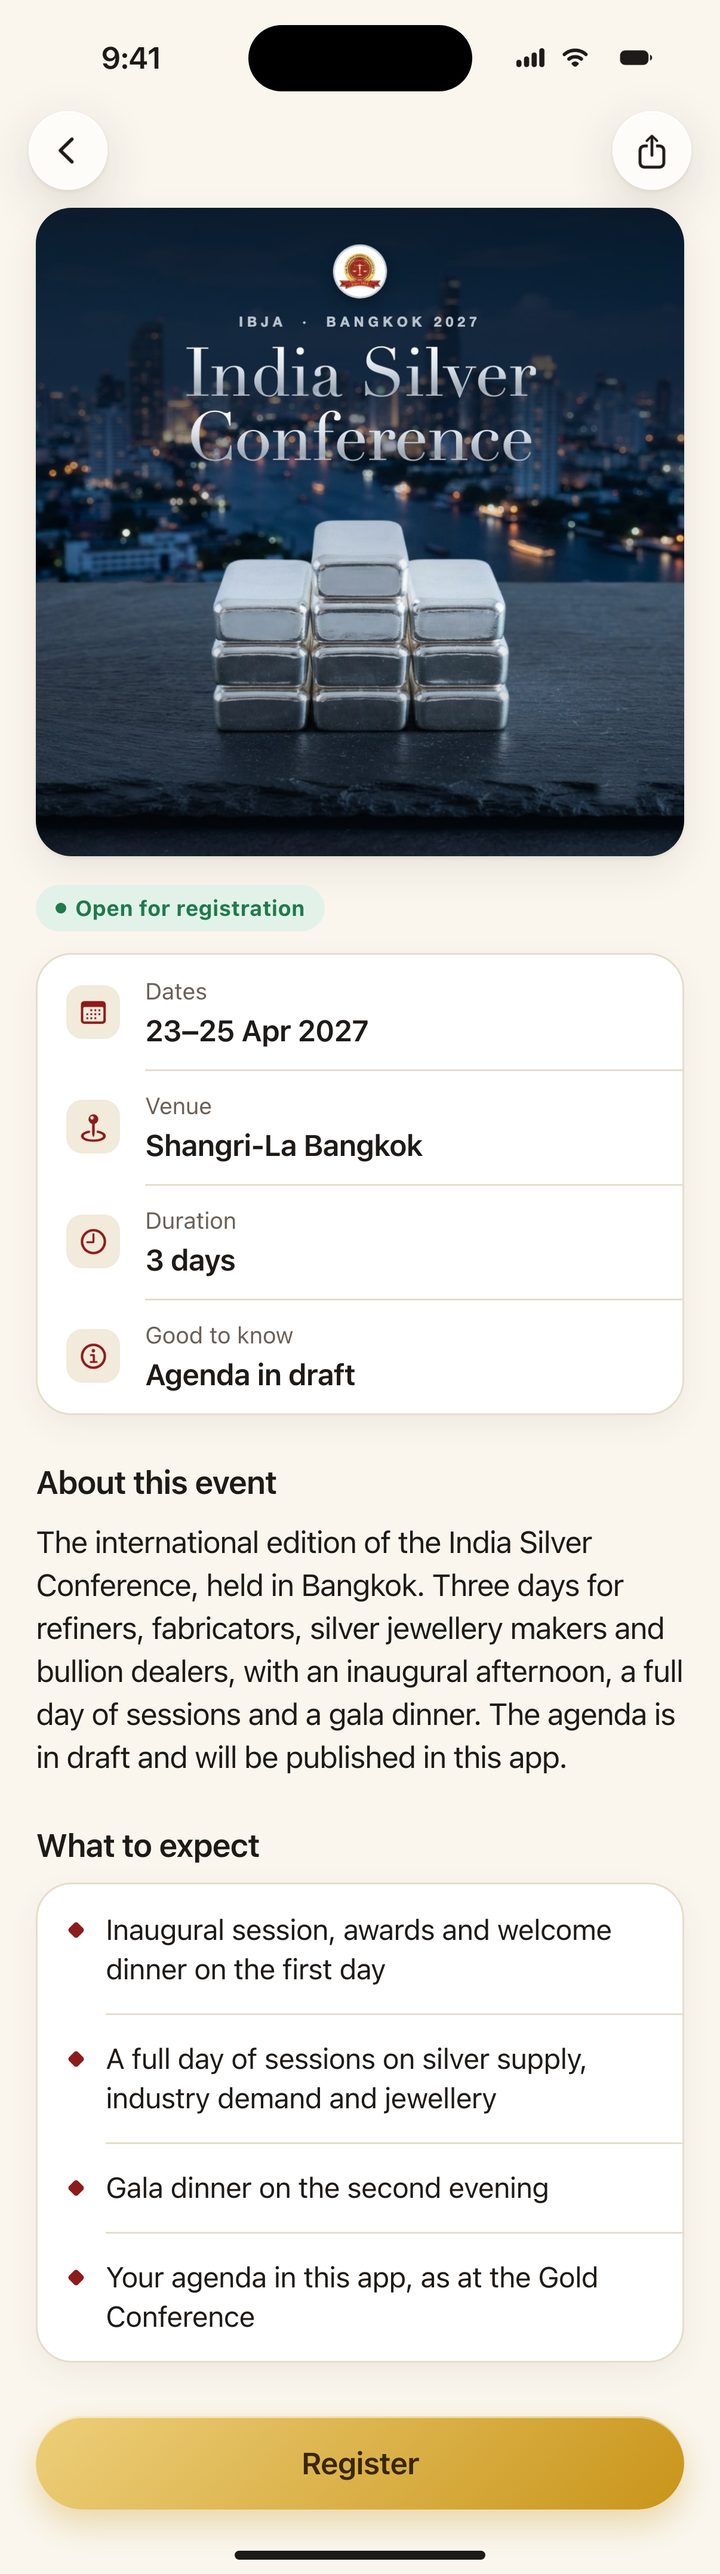 9:41
IBJA · BANGKOK 2027
India Silver
Conference
Open for registration
Dates
23–25 Apr 2027
Venue
Shangri-La Bangkok
Duration
3 days
Good to know
Agenda in draft
About this event
The international edition of the India Silver
Conference, held in Bangkok. Three days for
refiners, fabricators, silver jewellery makers and
bullion dealers, with an inaugural afternoon, a full
day of sessions and a gala dinner. The agenda is
in draft and will be published in this app.
What to expect
Inaugural session, awards and welcome
dinner on the first day
A full day of sessions on silver supply,
industry demand and jewellery
Gala dinner on the second evening
Your agenda in this app, as at the Gold
Conference
Register